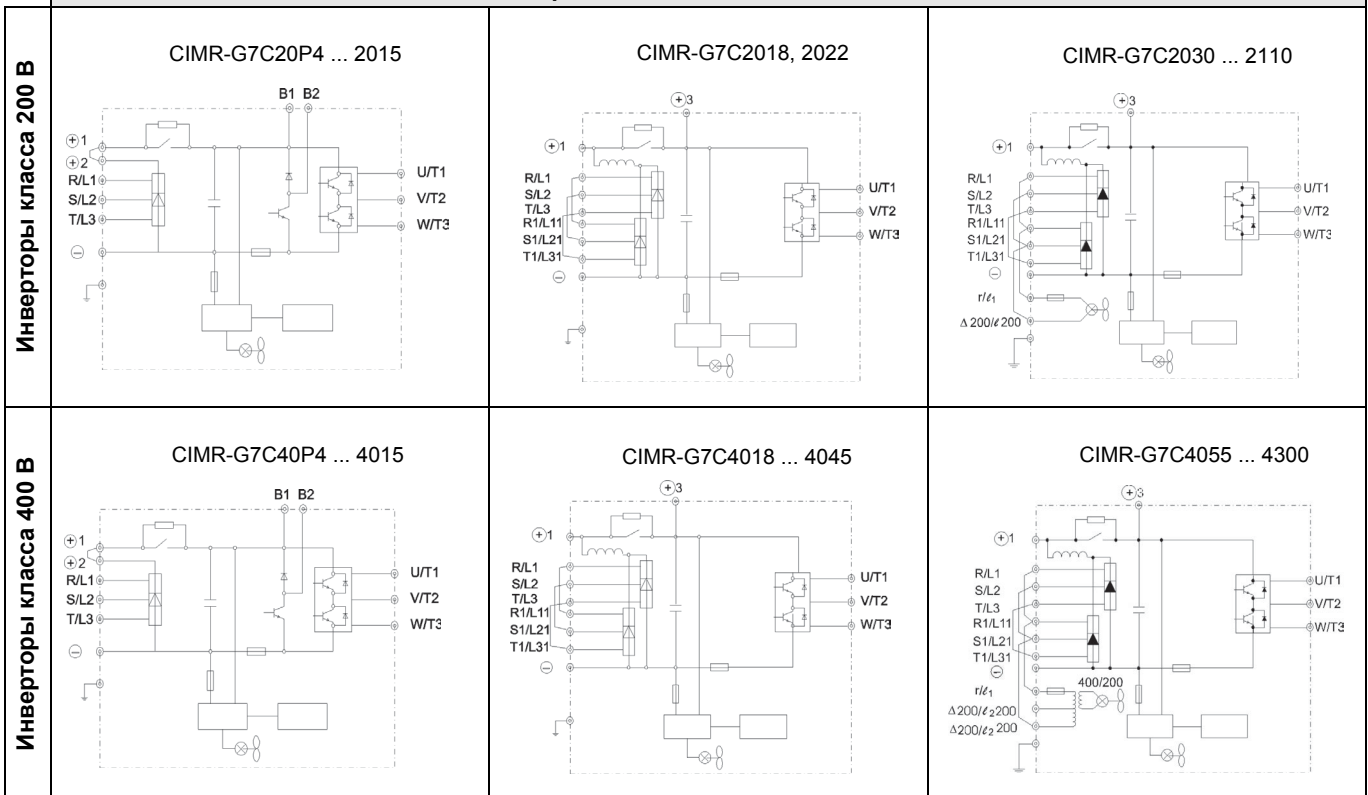 Инверторы класса 200 В
CIMR-G7C20P4 ... 2015
B1 B2
+1
+2
R/L1
S/L2
T/L3
−
U/T1
V/T2
W/T3
CIMR-G7C2018, 2022
+3
+1
R/L1
S/L2
T/L3
R1/L11
S1/L21
T1/L31
−
U/T1
V/T2
W/T3
CIMR-G7C2030 ... 2110
+3
+1
R/L1
S/L2
T/L3
R1/L11
S1/L21
T1/L31
−
r/ℓ1
Δ200/ℓ200
U/T1
V/T2
W/T3
Инверторы класса 400 В
CIMR-G7C40P4 ... 4015
B1 B2
+1
+2
R/L1
S/L2
T/L3
−
U/T1
V/T2
W/T3
CIMR-G7C4018 ... 4045
+3
+1
R/L1
S/L2
T/L3
R1/L11
S1/L21
T1/L31
−
U/T1
V/T2
W/T3
CIMR-G7C4055 ... 4300
+3
+1
R/L1
S/L2
T/L3
R1/L11
S1/L21
T1/L31
−
400/200
r/ℓ1
Δ200/ℓ2200
Δ200/ℓ2 200
U/T1
V/T2
W/T3